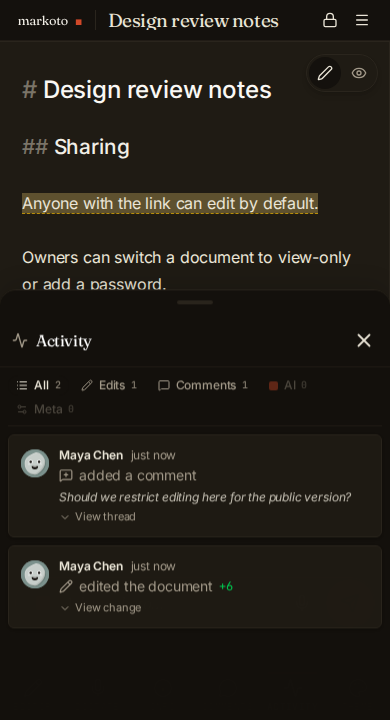 markoto
Design review notes
# Design review notes
## Sharing
Anyone with the link can edit by default.
Owners can switch a document to view-only
or add a password.
Activity
All 2 Edits 1 Comments 1 AI 0
Meta 0
Maya Chen just now
added a comment
Should we restrict editing here for the public version?
View thread
Maya Chen just now
edited the document +6
View change